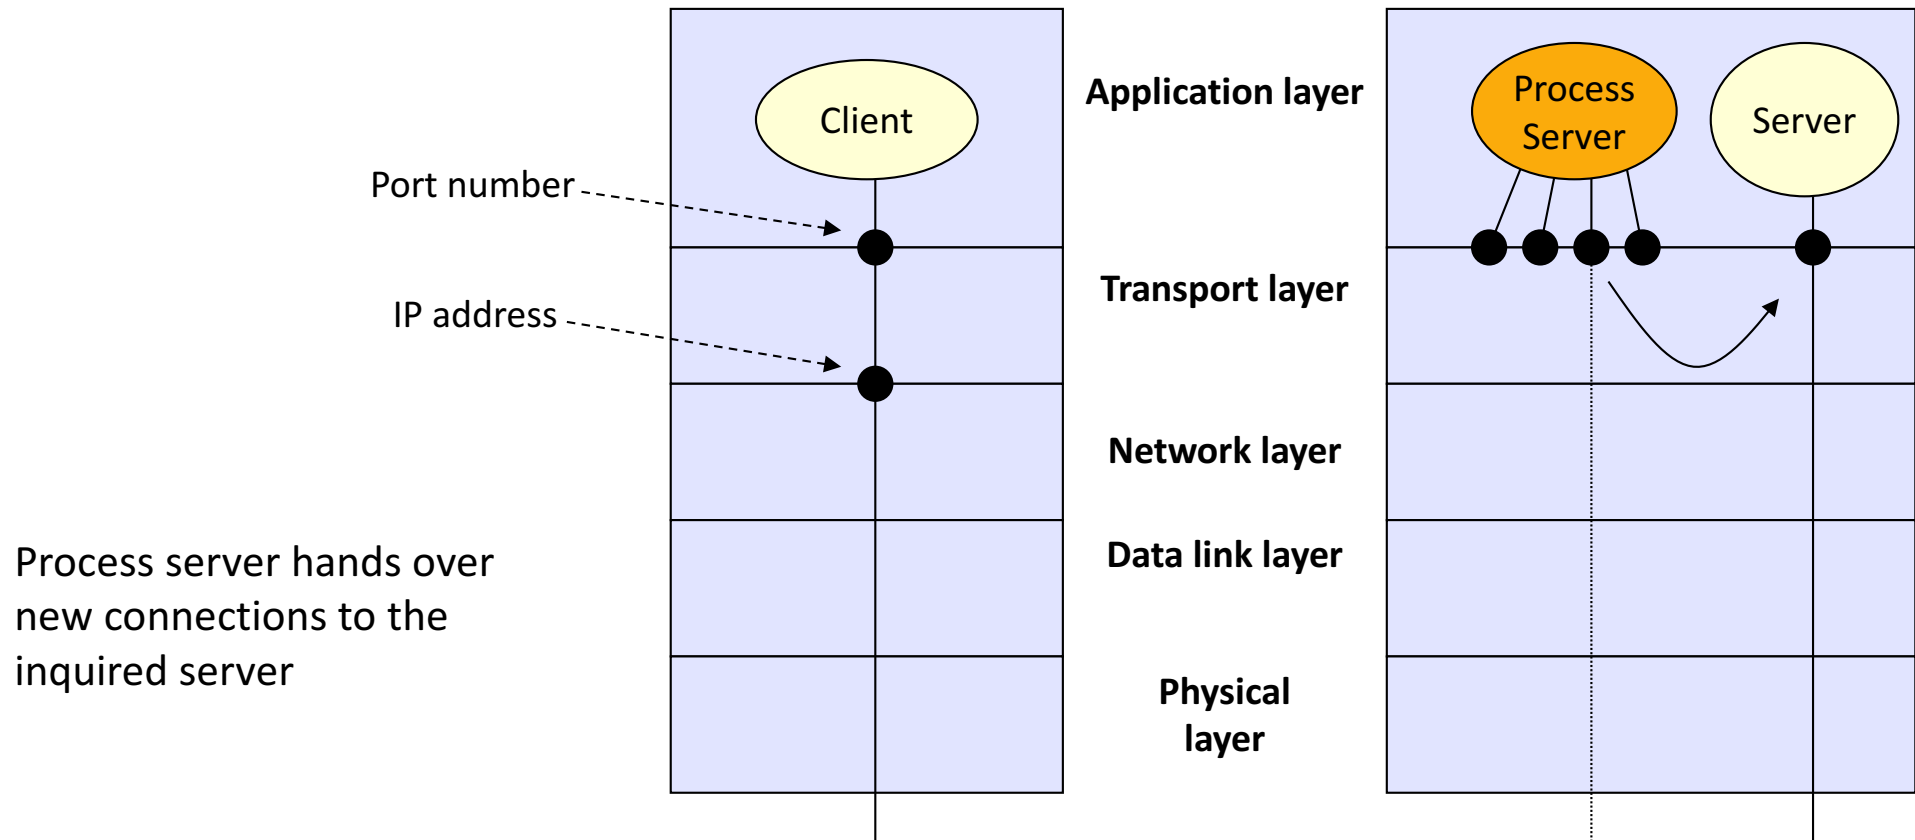 Application layer
Process
Server
Client
Server
Port number
Transport layer
IP address
Network layer
Data link layer
Process server hands over
new connections to the
inquired server
Physical
layer